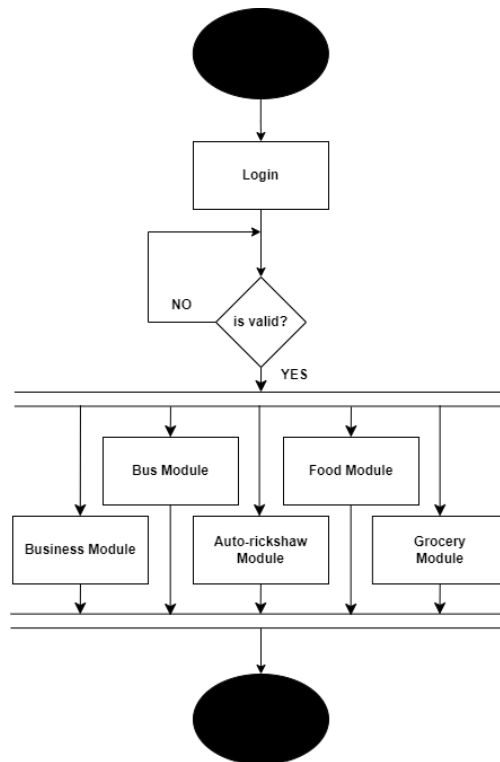 Login
NO
is valid?
YES
Bus Module
Food Module
Business Module
Auto-rickshaw
Module
Grocery
Module